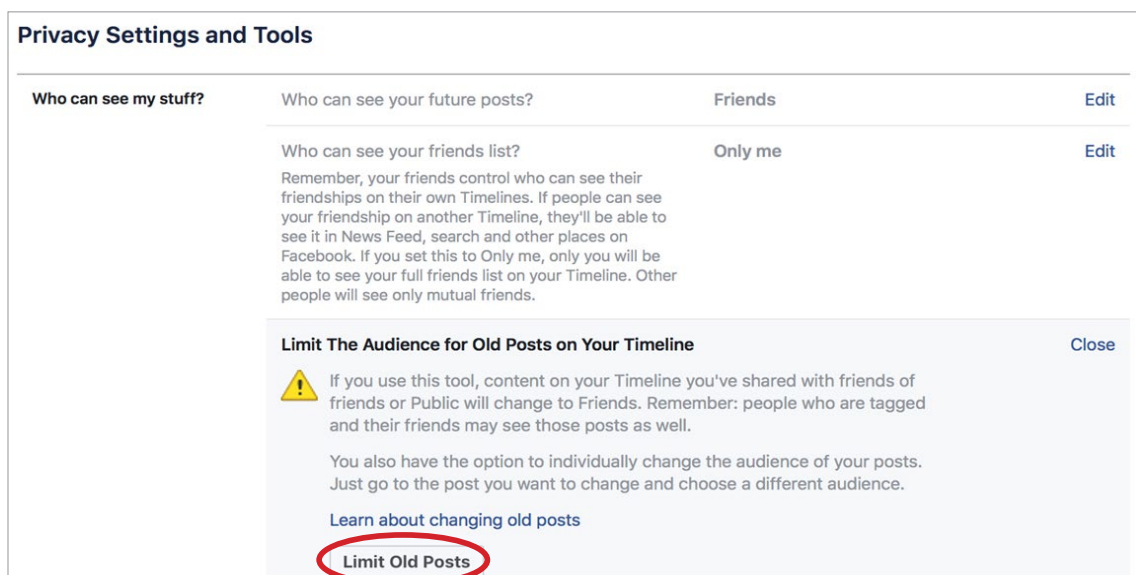 Privacy Settings and Tools
Who can see my stuff?
Who can see your future posts? Friends Edit
Who can see your friends list? Only me Edit
Remember, your friends control who can see their
friendships on their own Timelines. If people can see
your friendship on another Timeline, they'll be able to
see it in News Feed, search and other places on
Facebook. If you set this to Only me, only you will be
able to see your full friends list on your Timeline. Other
people will see only mutual friends.
Limit The Audience for Old Posts on Your Timeline Close
If you use this tool, content on your Timeline you've shared with friends of
friends or Public will change to Friends. Remember: people who are tagged
and their friends may see those posts as well.
You also have the option to individually change the audience of your posts.
Just go to the post you want to change and choose a different audience.
Learn about changing old posts
Limit Old Posts